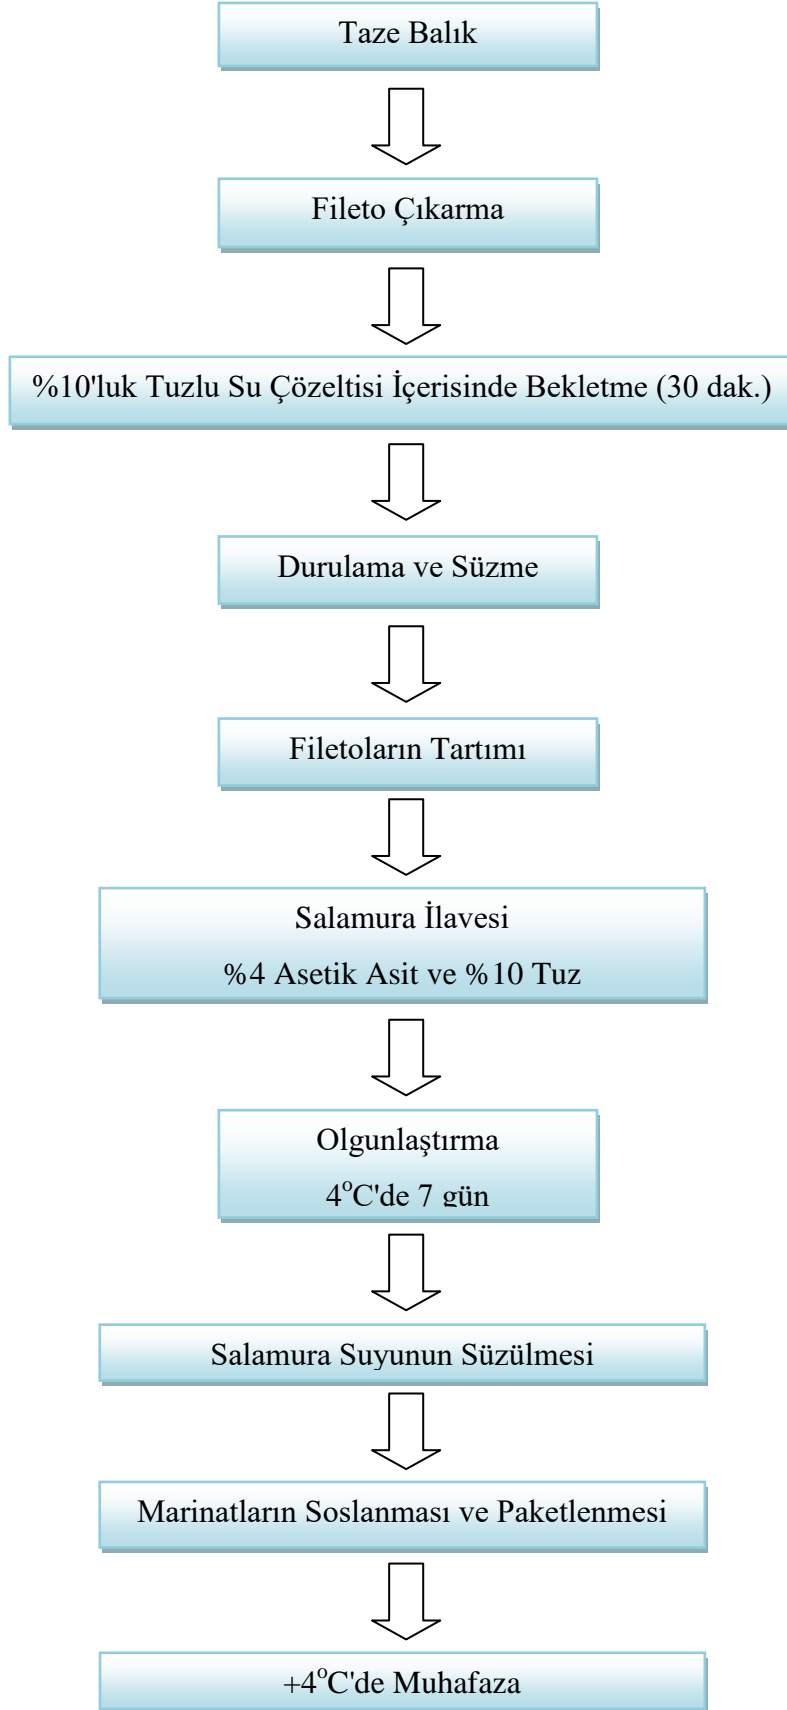 Taze Balık
Fileto Çıkarma
%10'luk Tuzlu Su Çözeltisi İçerisinde Bekletme (30 dak.)
Durulama ve Süzme
Filetoların Tartımı
Salamura İlavesi
%4 Asetik Asit ve %10 Tuz
Olgunlaştırma
4°C'de 7 gün
Salamura Suyunun Süzülmesi
Marinatların Soslanması ve Paketlenmesi
+4°C'de Muhafaza